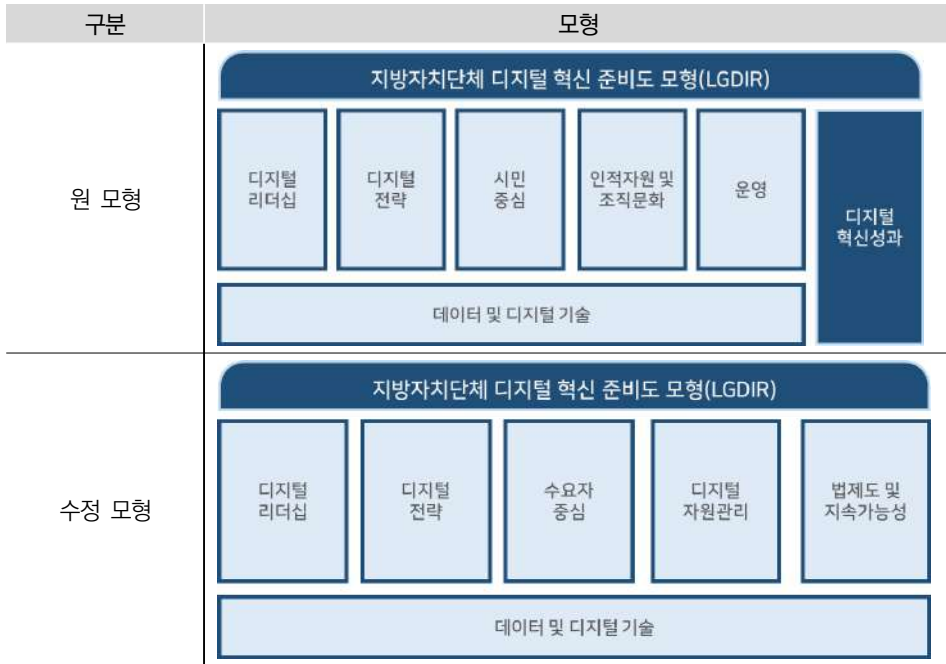 구분
모형
원 모형
지방자치단체 디지털 혁신 준비도 모형(LGDIR)
디지털
리더십
디지털
전략
시민
중심
인적자원 및
조직문화
운영
디지털
혁신성과
데이터 및 디지털 기술
수정 모형
지방자치단체 디지털 혁신 준비도 모형(LGDIR)
디지털
리더십
디지털
전략
수요자
중심
디지털
자원관리
법제도 및
지속가능성
데이터 및 디지털 기술